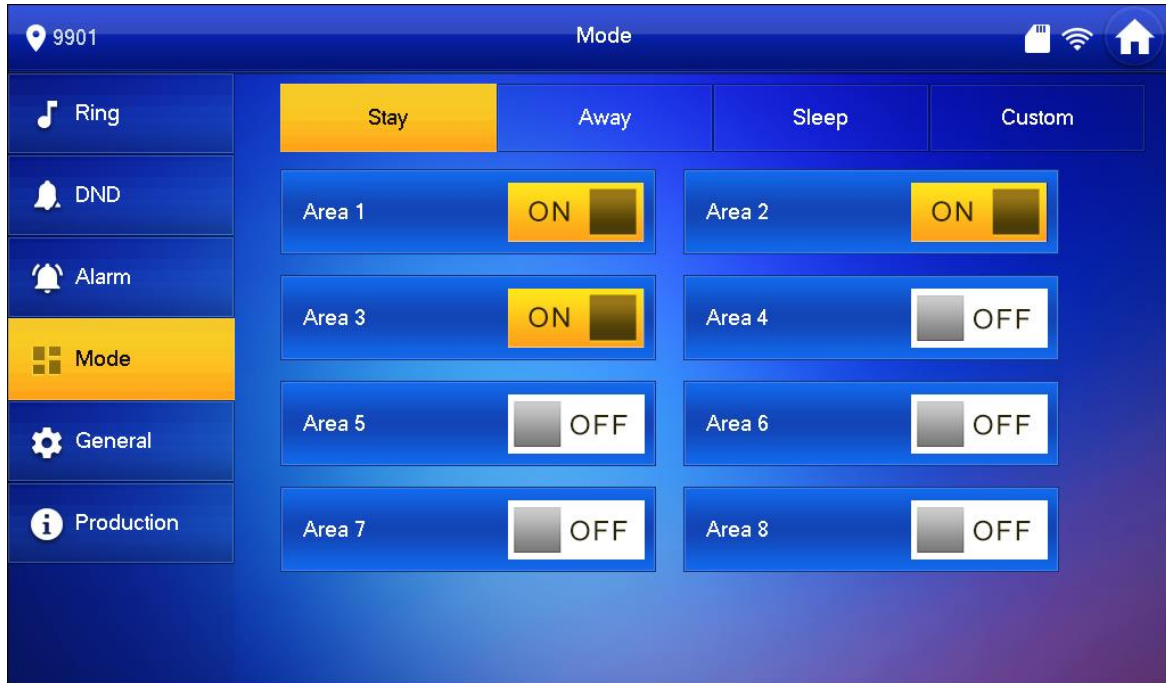 9901
Mode
Ring
DND
Alarm
Mode
General
Production
Stay Away Sleep Custom
Area 1 ON Area 2 ON
Area 3 ON Area 4 OFF
Area 5 OFF Area 6 OFF
Area 7 OFF Area 8 OFF